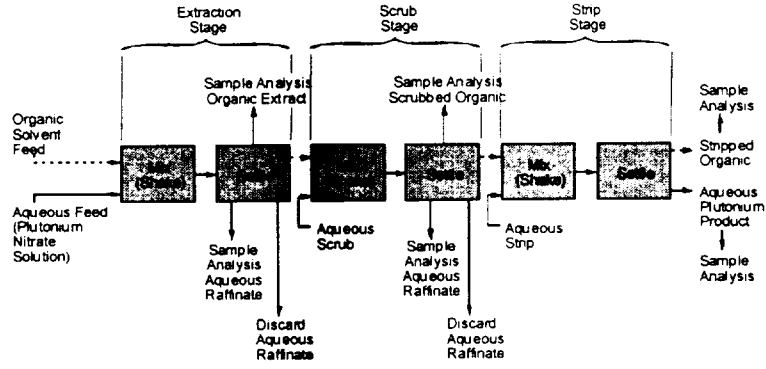 Extraction
Stage
Scrub
Stage
Strip
Stage
Sample Analysis
Organic Extract
Sample Analysis
Scrubbed Organic
Sample
Analysis
Organic
Solvent
Feed
Mix
(Shake)
Settle
Mix
(Shake)
Settle
Stripped
Organic
Aqueous Feed
(Plutonium
Nitrate
Solution)
Aqueous
Scrub
Aqueous
Strip
Aqueous
Plutonium
Product
Sample
Analysis
Aqueous
Raffinate
Sample
Analysis
Aqueous
Raffinate
Sample
Analysis
Discard
Aqueous
Raffinate
Discard
Aqueous
Raffinate